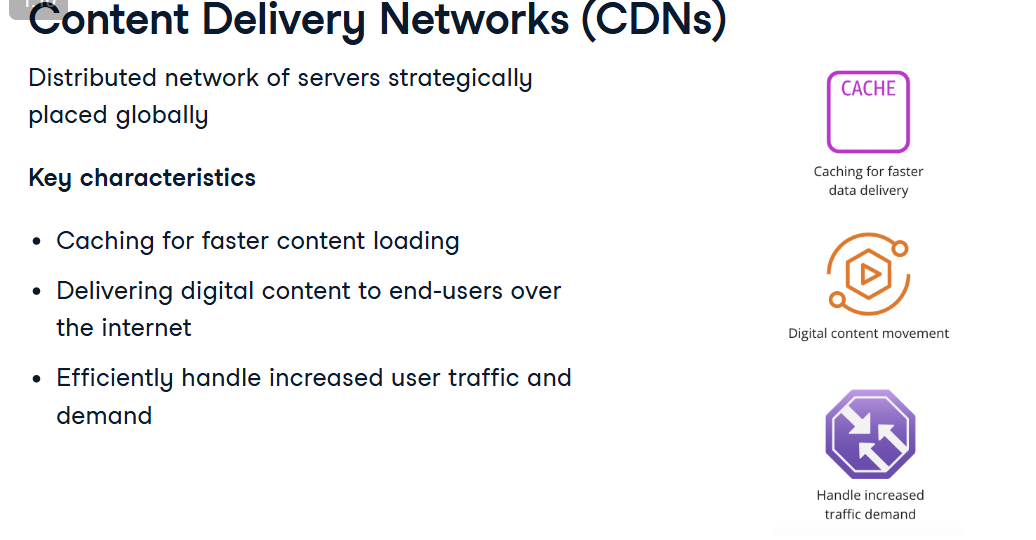 Content Delivery Networks (CDNs)
Distributed network of servers strategically
placed globally
Key characteristics
• Caching for faster content loading
• Delivering digital content to end-users over
the internet
• Efficiently handle increased user traffic and
demand
CACHE
Caching for faster
data delivery
Digital content movement
Handle increased
traffic demand